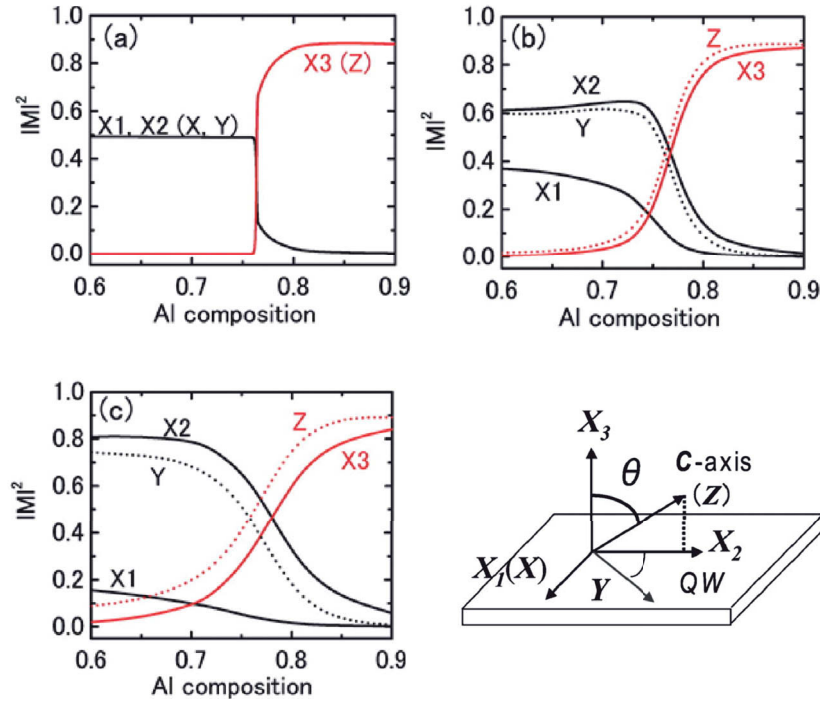 (a)
|M|²
1.0
0.8
0.6
0.4
0.2
0.0
X1, X2 (X, Y)
X3 (Z)
0.6 0.7 0.8 0.9
Al composition
(b)
|M|²
1.0
0.8
0.6
0.4
0.2
0.0
Z
X3
X2
Y
X1
0.6 0.7 0.8 0.9
Al composition
(c)
|M|²
1.0
0.8
0.6
0.4
0.2
0.0
X2
Z
Y
X3
X1
0.6 0.7 0.8 0.9
Al composition
X₃
θ
C-axis
(Z)
X₂
X₁(X)
Y
QW